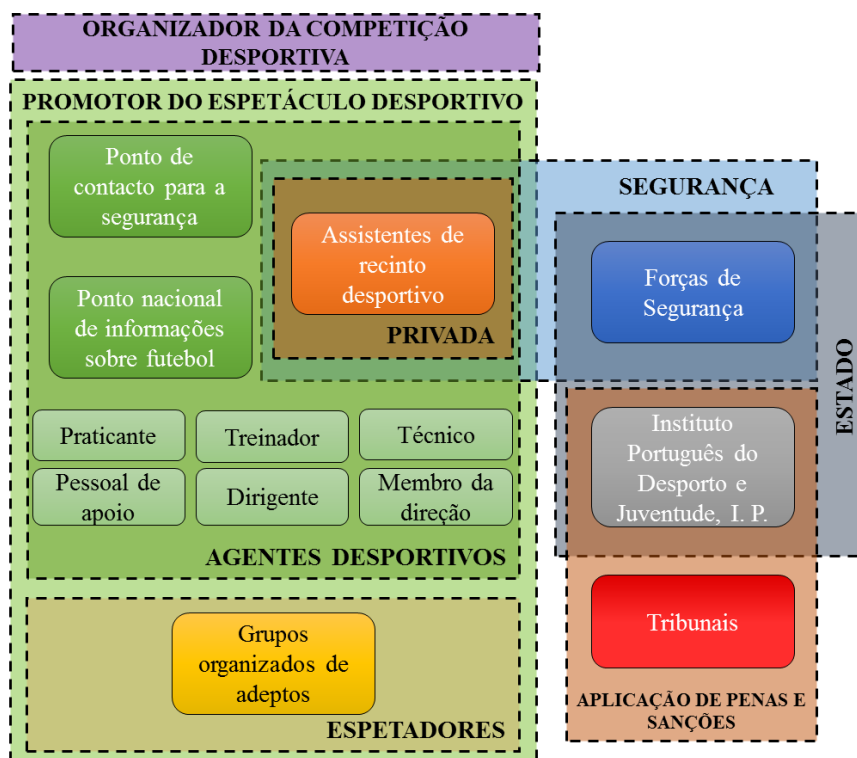 ORGANIZADOR DA COMPETIÇÃO
DESPORTIVA
PROMOTOR DO ESPETÁCULO DESPORTIVO
Ponto de
contacto para a
segurança
SEGURANÇA
Assistentes de
recinto
desportivo
PRIVADA
Forças de
Segurança
ESTADO
Ponto nacional
de informações
sobre futebol
Praticante
Treinador
Técnico
Pessoal de
apoio
Dirigente
Membro da
direção
AGENTES DESPORTIVOS
Instituto
Português do
Desporto e
Juventude, I. P.
Grupos
organizados de
adeptos
ESPETADORES
Tribunais
APLICAÇÃO DE PENAS E
SANÇÕES